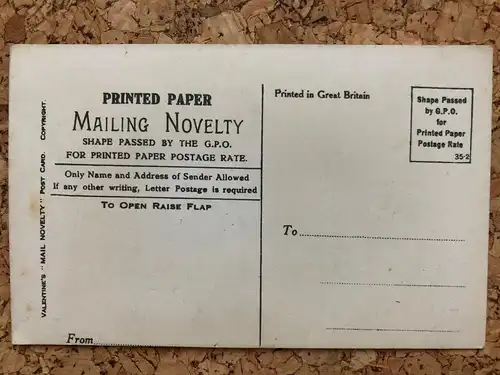 VALENTINE'S "MAIL NOVELTY" POST CARD. COPYRIGHT.
PRINTED PAPER
MAILING NOVELTY
SHAPE PASSED BY THE G.P.O.
FOR PRINTED PAPER POSTAGE RATE.
Only Name and Address of Sender Allowed
If any other writing, Letter Postage is required
TO OPEN RAISE FLAP
From
Printed in Great Britain
Shape Passed
by G.P.O.
for
Printed Paper
Postage Rate
35-2
To